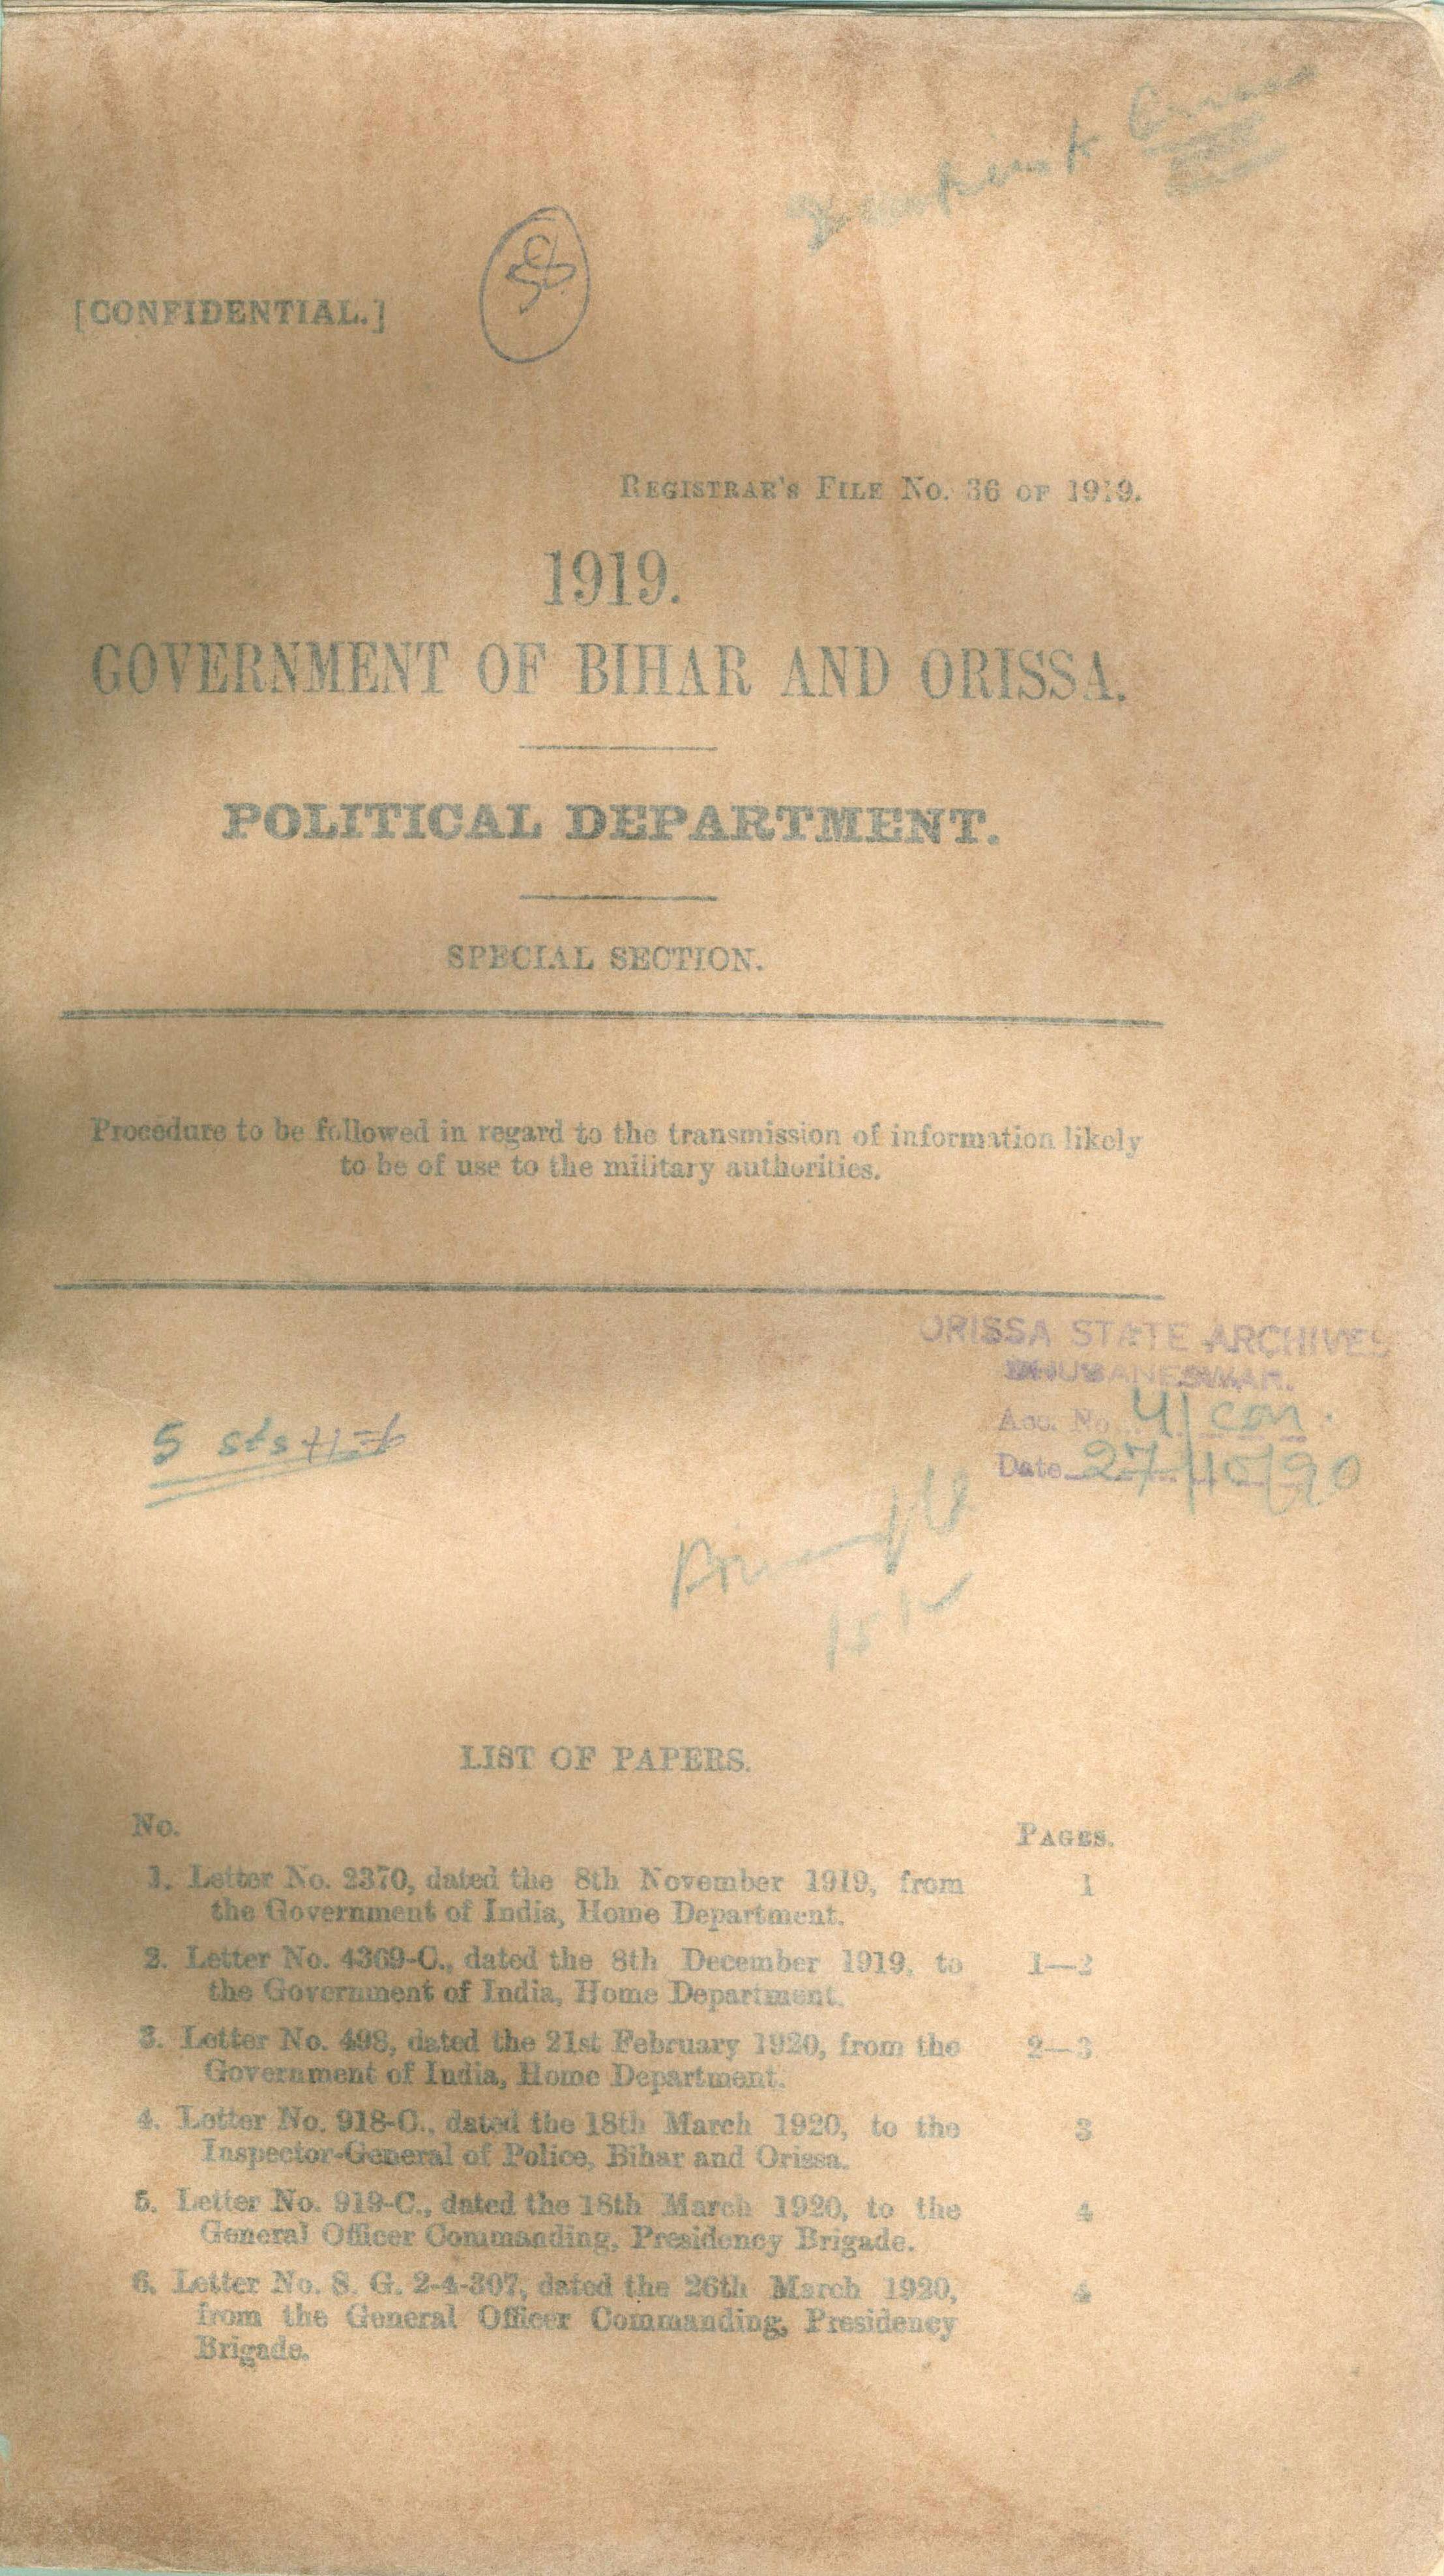 [CONFIDENTIAL.]
REGISTRAR'S FILE No. 36 OF 1919.
1919.
GOVERNMENT OF BIHAR AND ORISSA.
POLITICAL DEPARTMENT.
SPECIAL SECTION.
Procedure to be followed in regard to the transmission of information likely
to be of use to the military authorities.
ORISSA STATE ARCHIVES
BHUBANESWAR.
Acc. No. 41 con.
Date 27/10/90
5 sts+1=6
LIST OF PAPERS.
No. PAGES.
1. Letter No. 2370, dated the 8th November 1919, from 1
the Government of India, Home Department.
2. Letter No. 4369-C., dated the 8th December 1919, to 1—2
the Government of India, Home Department.
3. Letter No. 498, dated the 21st February 1920, from the 2—3
Government of India, Home Department.
4. Letter No. 918-C., dated the 18th March 1920, to the 3
Inspector-General of Police, Bihar and Orissa.
5. Letter No. 919-C., dated the 18th March 1920, to the 4
General Officer Commanding, Presidency Brigade.
6. Letter No. S. G. 2-4-307, dated the 26th March 1920, 4
from the General Officer Commanding, Presidency
Brigade.